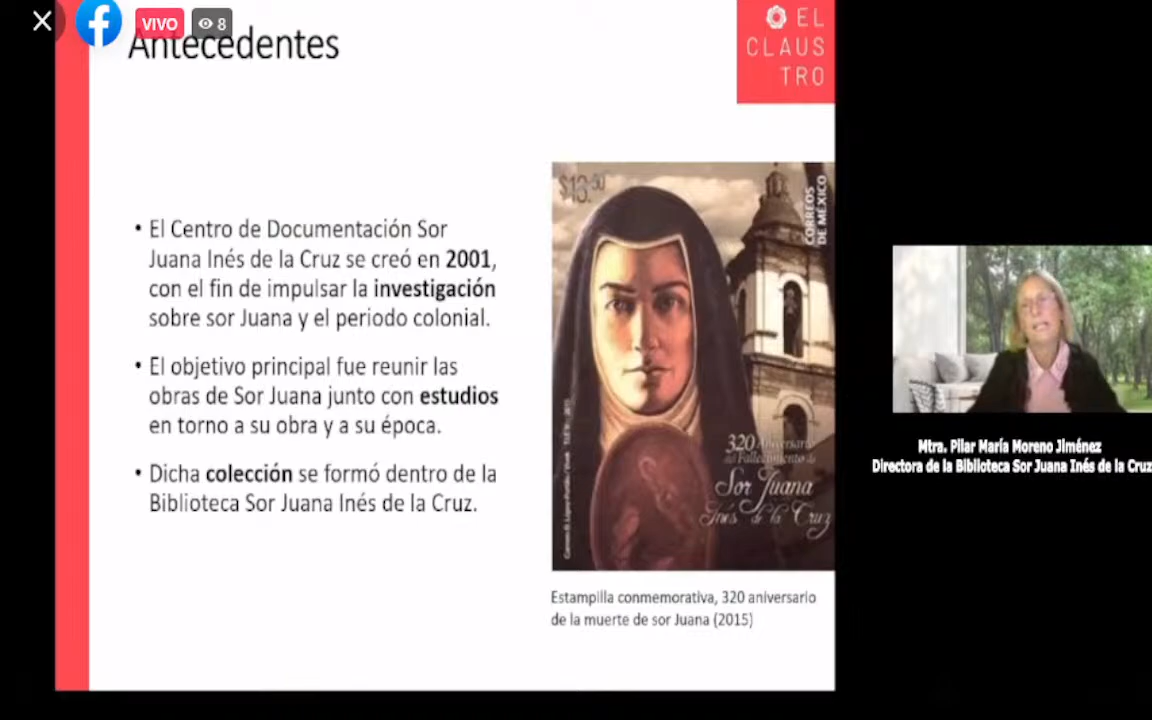 VIVO
8
Antecedentes
EL
CLAUS
TRO
• El Centro de Documentación Sor
Juana Inés de la Cruz se creó en 2001,
con el fin de impulsar la investigación
sobre sor Juana y el periodo colonial.
• El objetivo principal fue reunir las
obras de Sor Juana junto con estudios
en torno a su obra y a su época.
• Dicha colección se formó dentro de la
Biblioteca Sor Juana Inés de la Cruz.
$13.50
CORREOS
DE MÉXICO
320 Aniversario
del Fallecimiento de
Sor Juana
Inés de la Cruz
Estampilla conmemorativa, 320 aniversario
de la muerte de sor Juana (2015)
Mtra. Pilar María Moreno Jiménez
Directora de la Biblioteca Sor Juana Inés de la Cruz